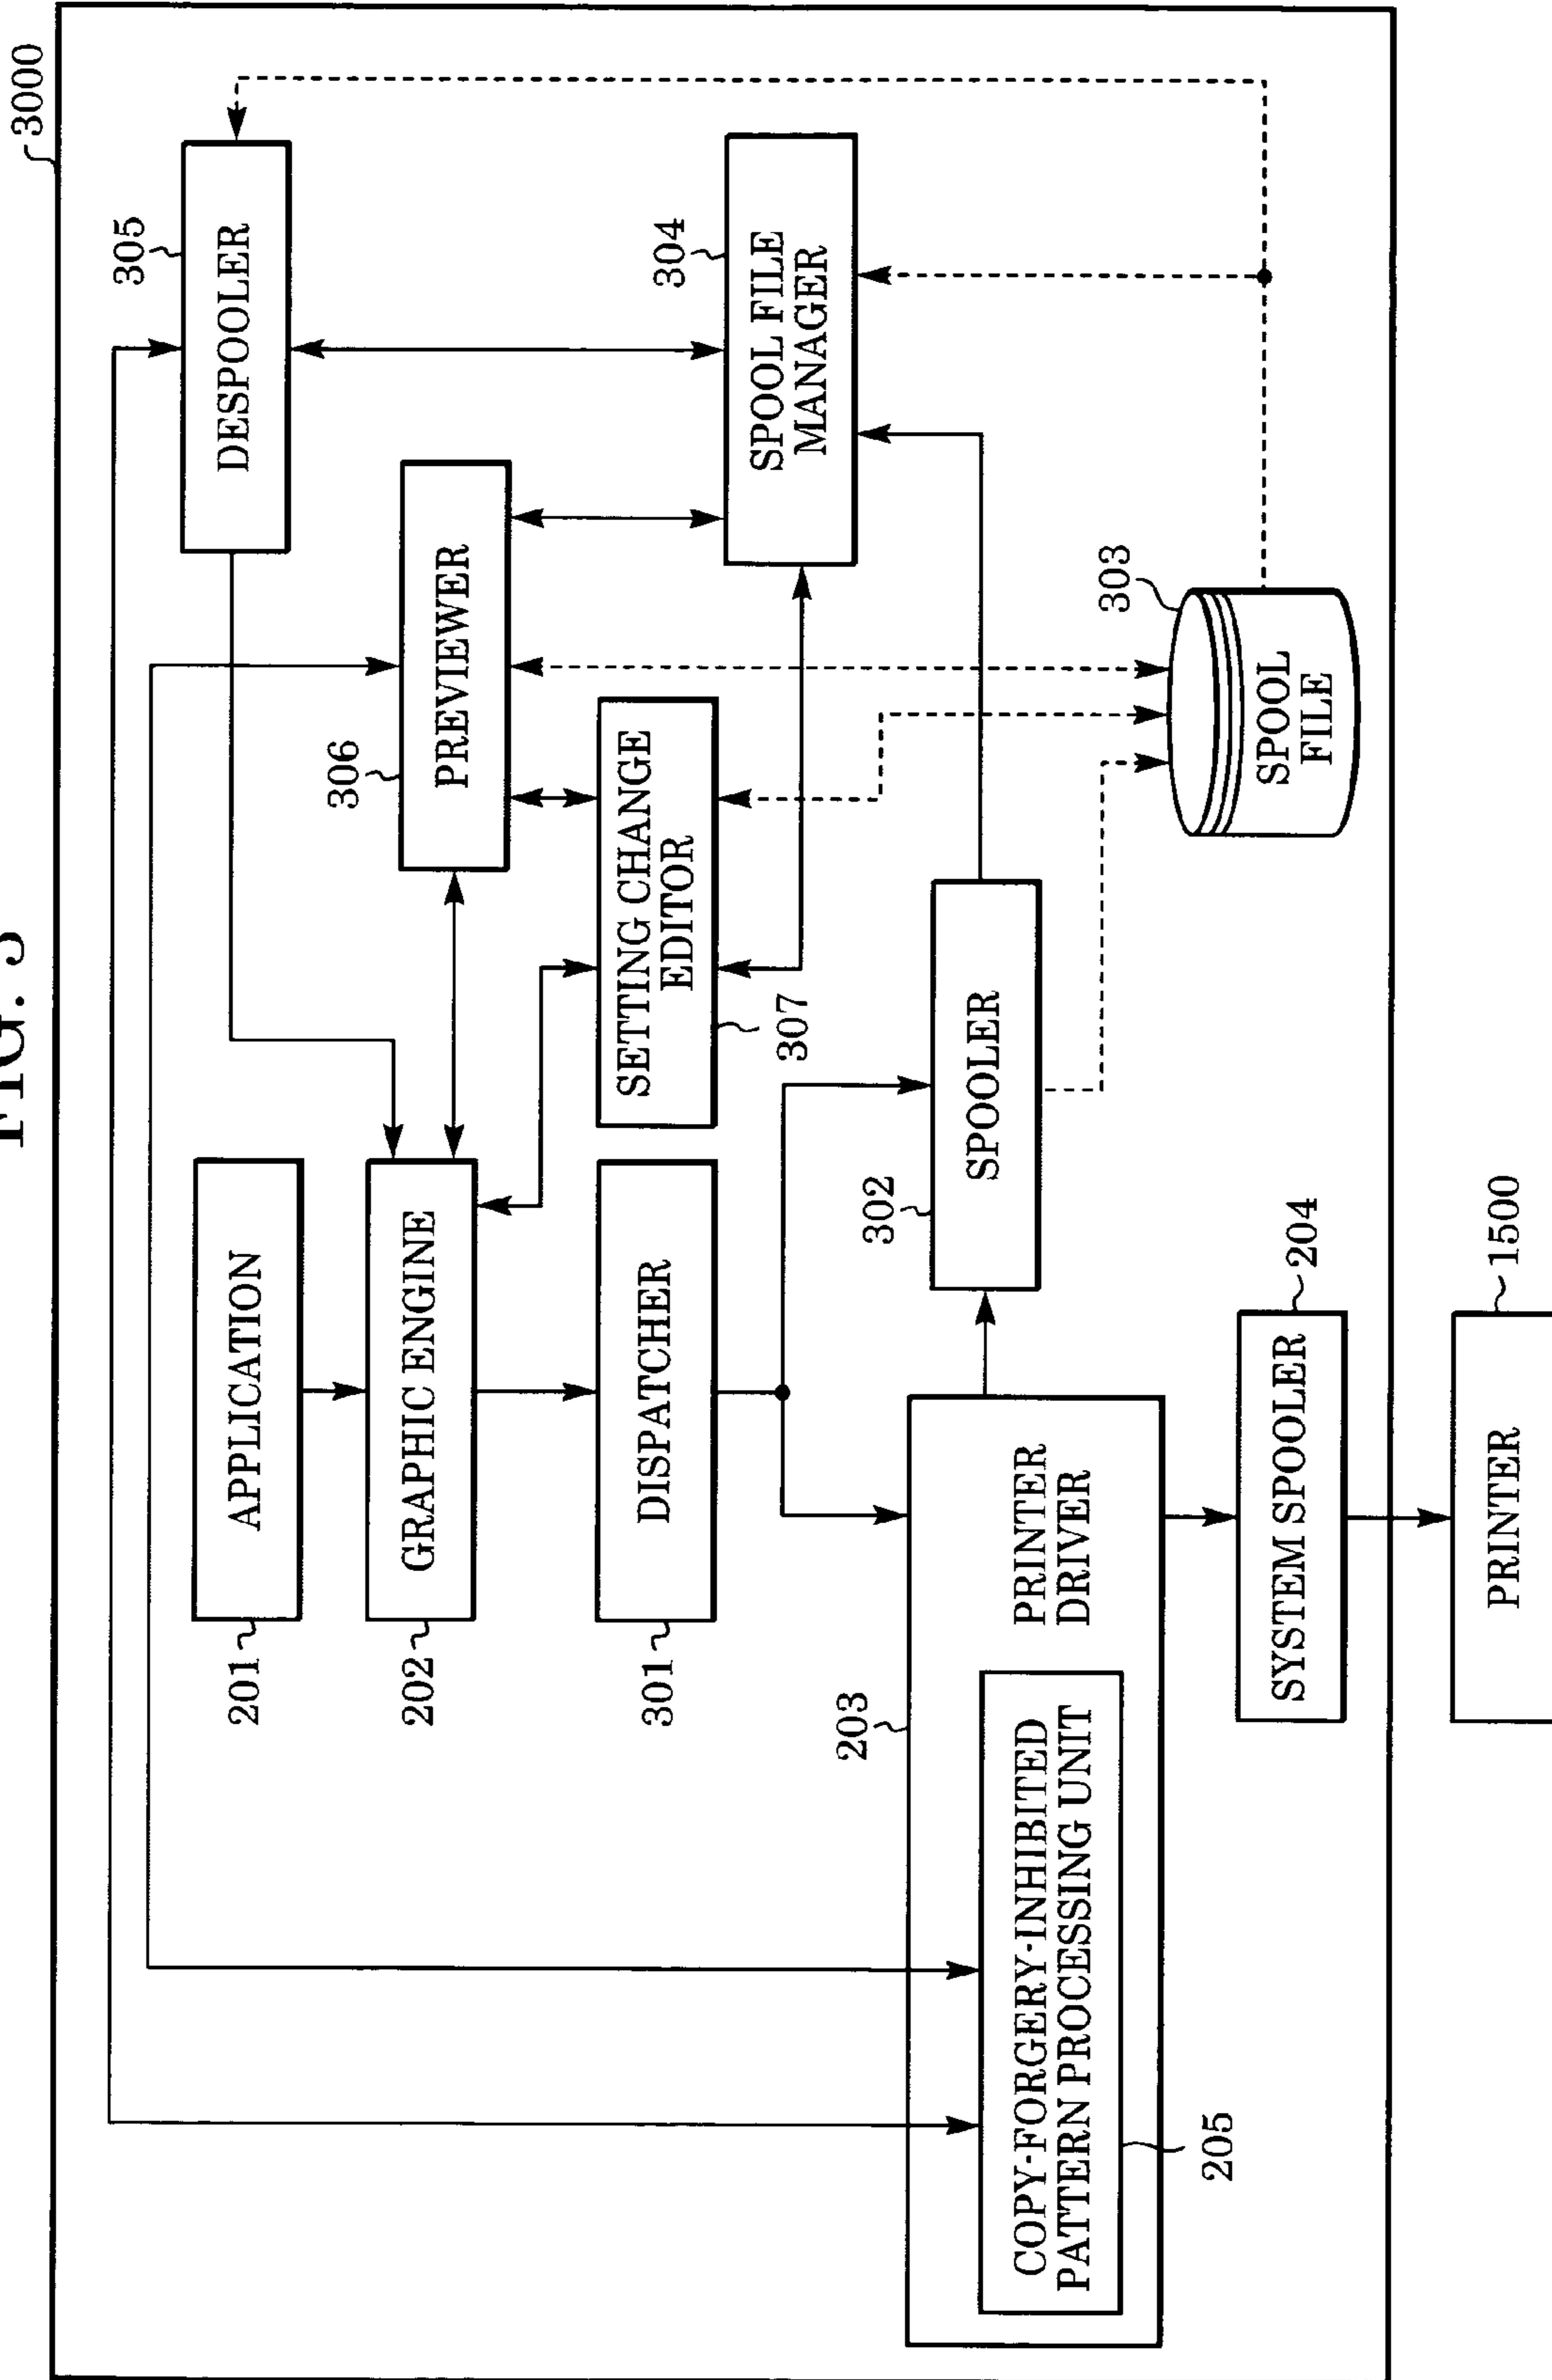 FIG.
3000
305
201
APPLICATION
DESPOOLER
306
202
GRAPHIC ENGINE
PREVIEWER
301
DISPATCHER
SETTING CHANGE
EDITOR
307
304
SPOOL FILE
MANAGER
203
302
SPOOLER
COPY-FORGERY-INHIBITED
PATTERN PROCESSING UNIT
PRINTER
DRIVER
303
205
SPOOL
FILE
SYSTEM SPOOLER
204
PRINTER
1500